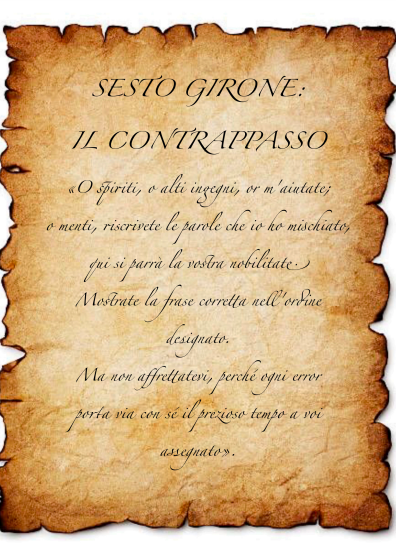 SESTO GIRONE:
IL CONTRAPPASSO
«O spiriti, o alti ingegni, or m'aiutate;
o menti, riscrivete le parole che io ho mischiato,
qui si parrà la vostra nobilitate.
Mostrate la frase corretta nell'ordine
designato.
Ma non affrettatevi, perché ogni error
porta via con sé il prezioso tempo a voi
assegnato».